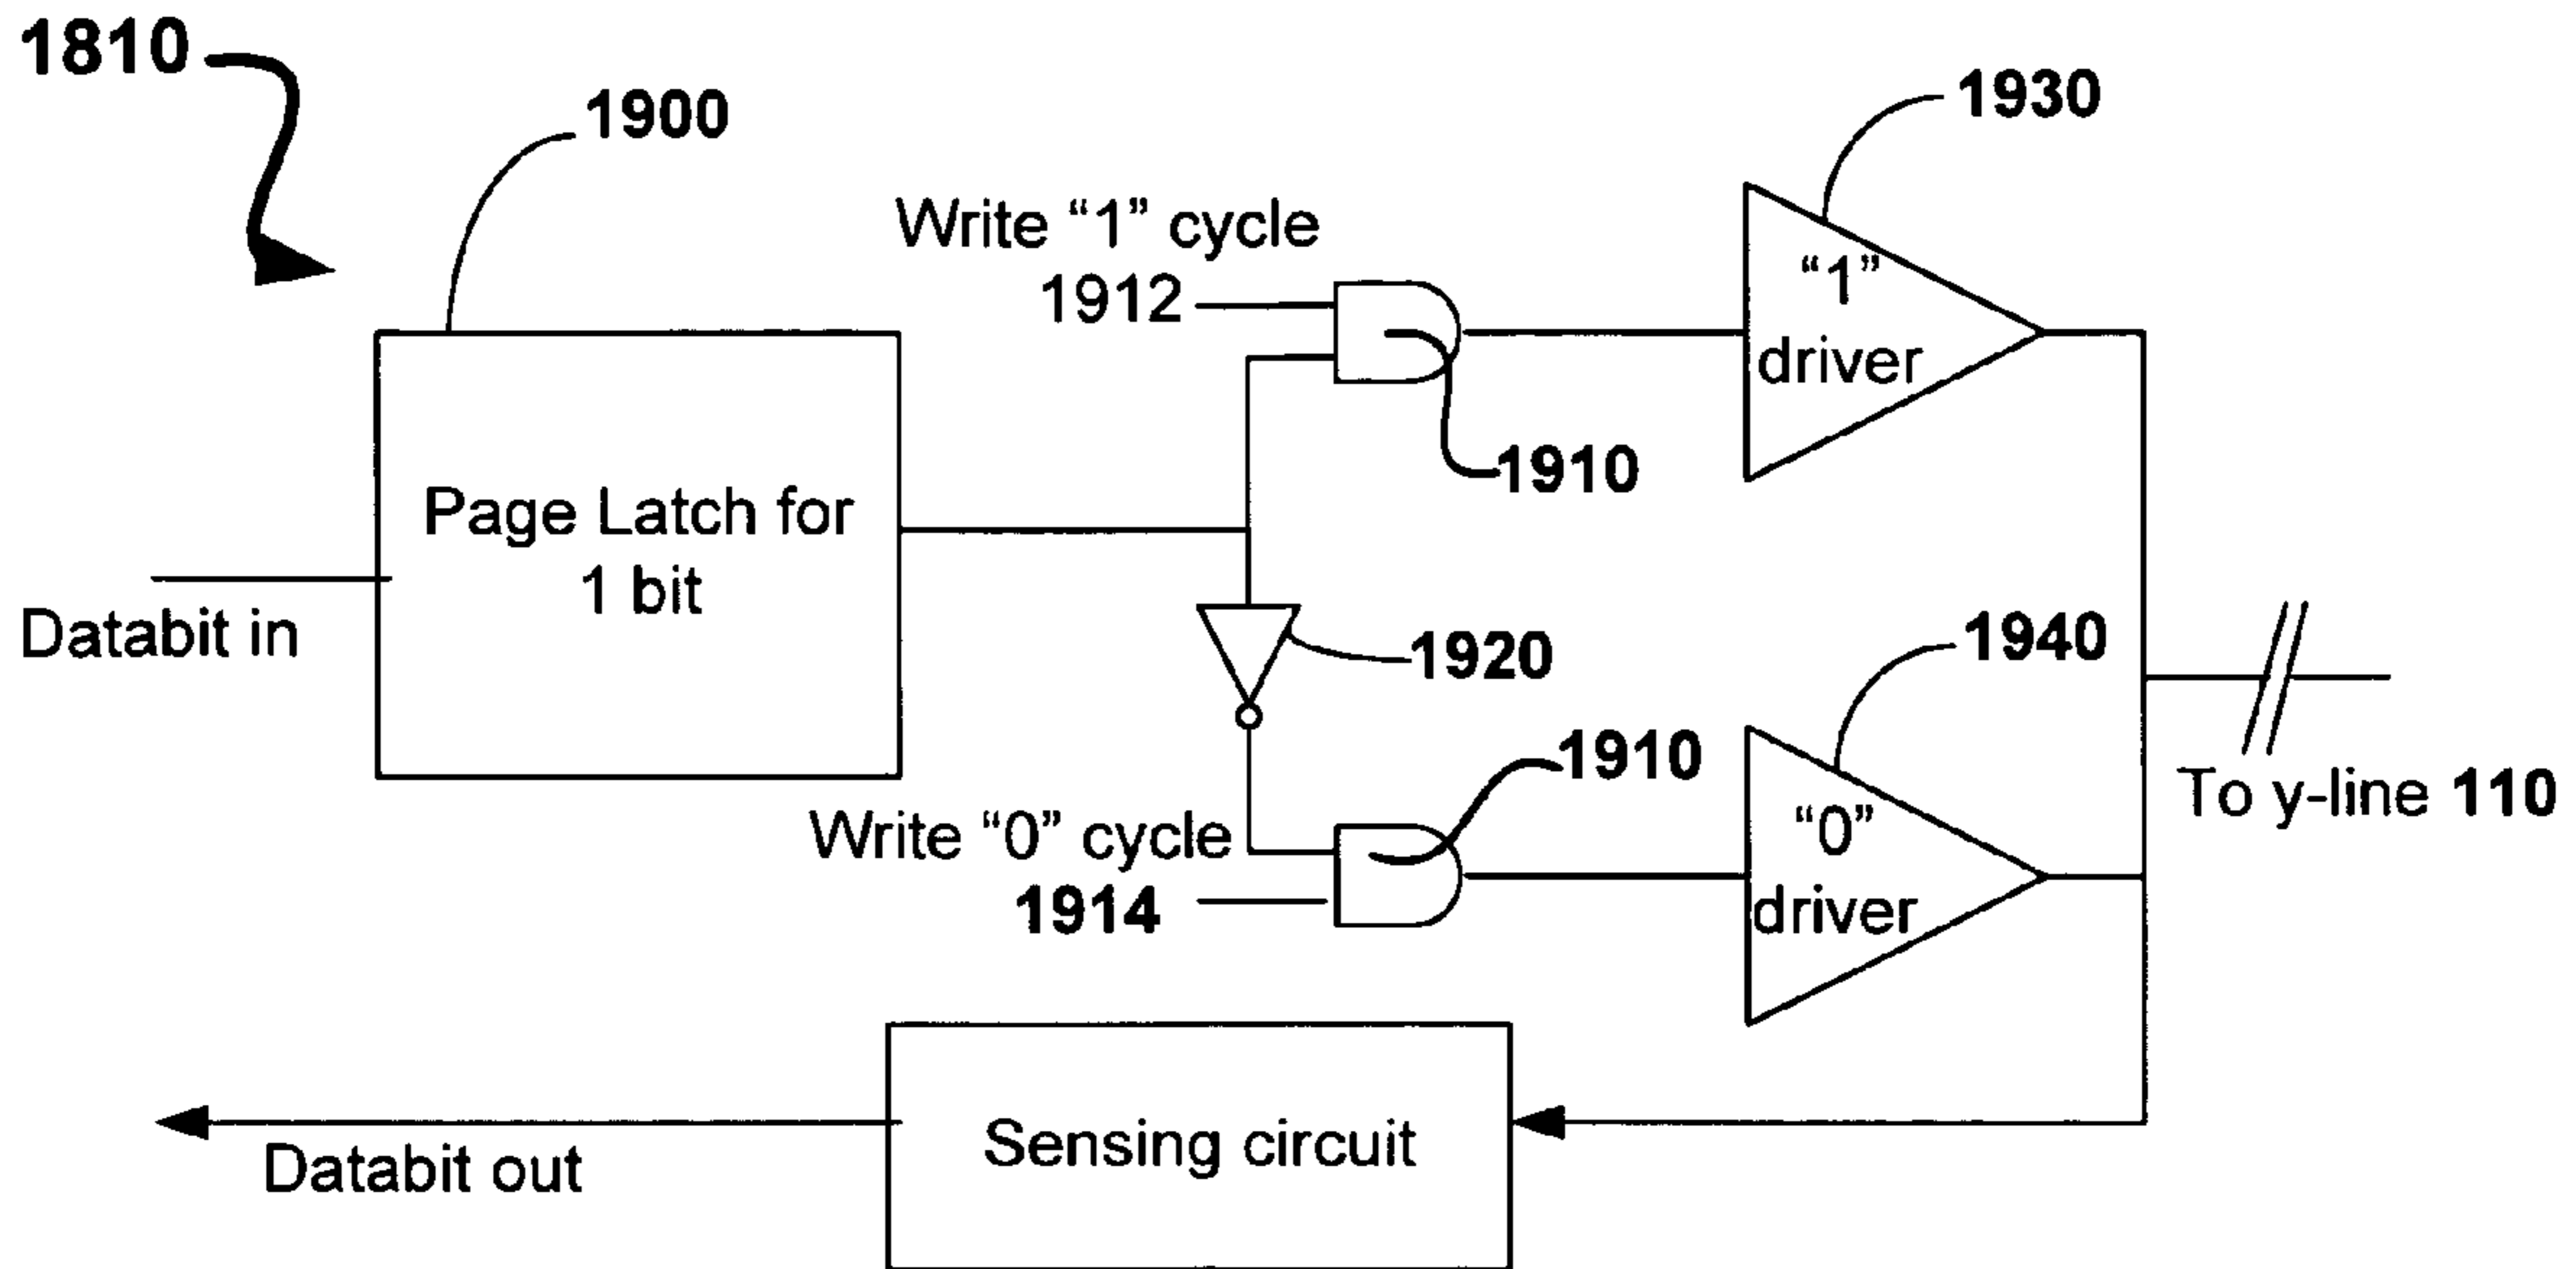 1810
1900
1930
Write “1” cycle
1912
“1”
driver
1910
Page Latch for
1 bit
Databit in
1920
1940
1910
To y-line 110
Write “0” cycle
1914
“0”
driver
Sensing circuit
Databit out